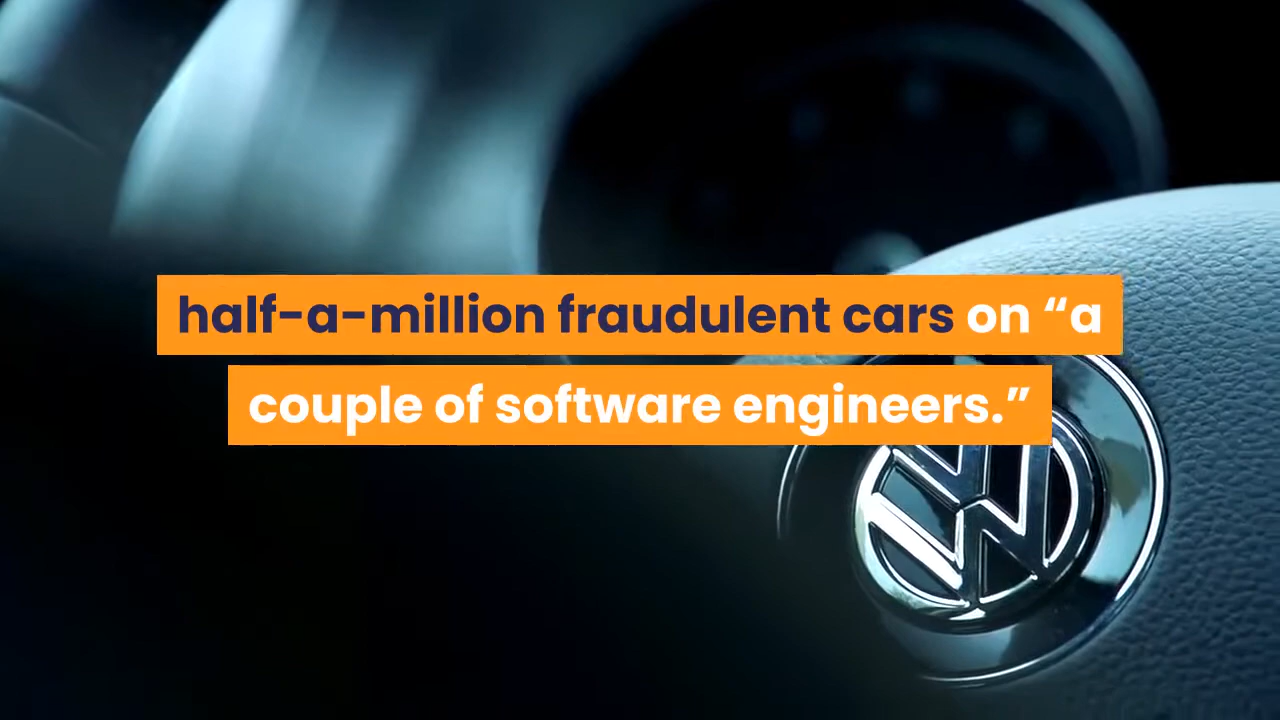 half-a-million fraudulent cars on “a
couple of software engineers.”